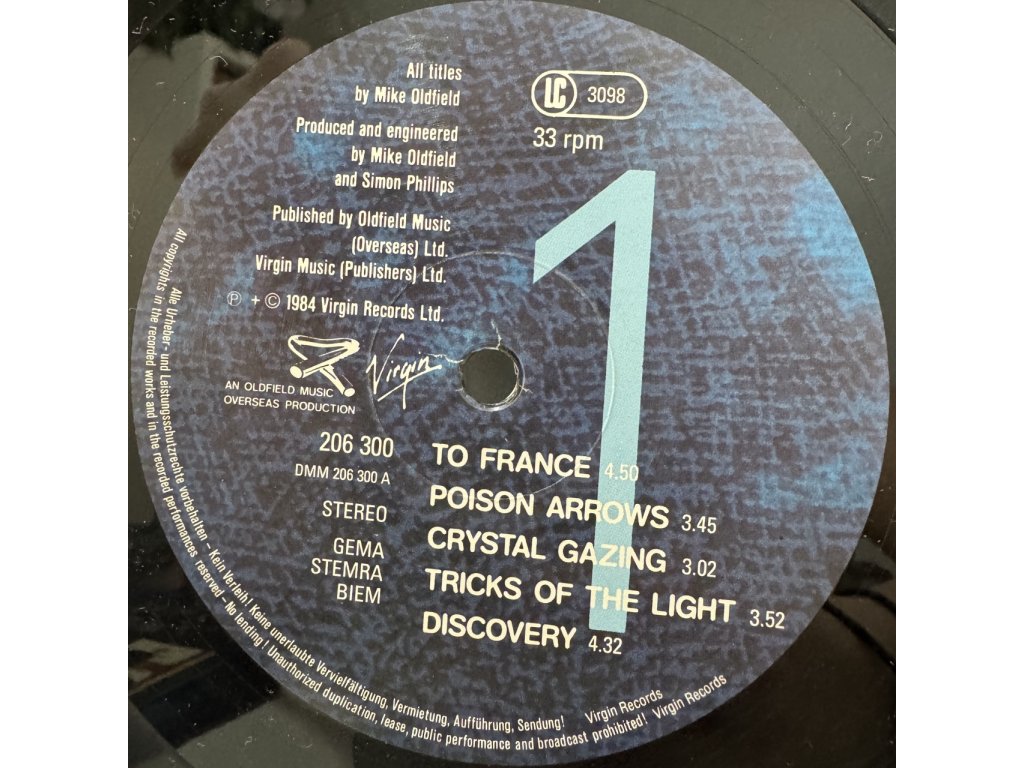 All titles
by Mike Oldfield
Produced and engineered
by Mike Oldfield
and Simon Phillips
Published by Oldfield Music
(Overseas) Ltd.
Virgin Music (Publishers) Ltd.
℗ + © 1984 Virgin Records Ltd.
LC 3098
33 rpm
1
Virgin
AN OLDFIELD MUSIC
OVERSEAS PRODUCTION
206 300
DMM 206 300 A
STEREO
GEMA
STEMRA
BIEM
TO FRANCE 4.50
POISON ARROWS 3.45
CRYSTAL GAZING 3.02
TRICKS OF THE LIGHT 3.52
DISCOVERY 4.32
Alle Urheber- und Leistungsschutzrechte vorbehalten – Kein Verleih! Keine unerlaubte Vervielfältigung, Vermietung, Aufführung, Sendung! Virgin Records
All copyrights in the recorded works and in the recorded performances reserved – No lending! Unauthorized duplication, lease, public performance and broadcast prohibited! Virgin Records